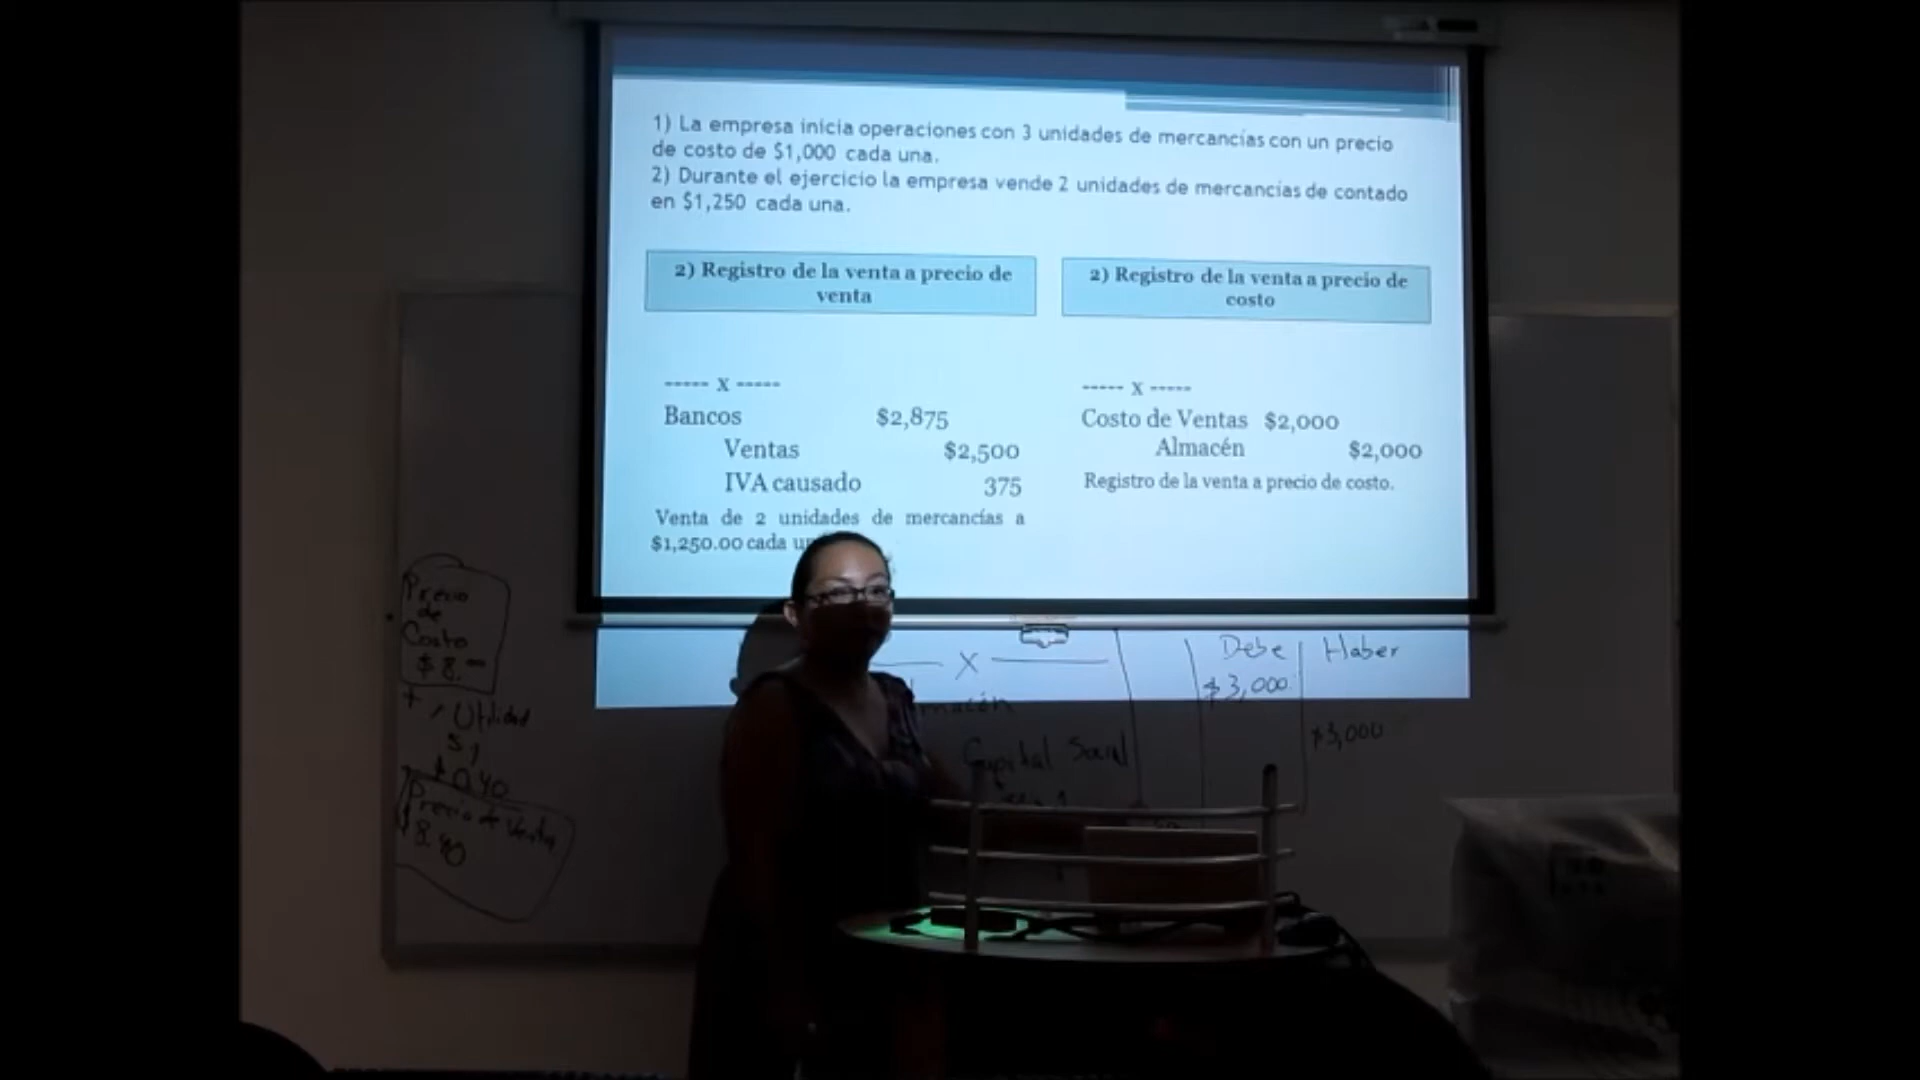 1) La empresa inicia operaciones con 3 unidades de mercancías con un precio
de costo de $1,000 cada una.
2) Durante el ejercicio la empresa vende 2 unidades de mercancías de contado
en $1,250 cada una.
2) Registro de la venta a precio de
venta
----- X -----
Bancos $2,875
Ventas $2,500
IVA causado 375
Venta de 2 unidades de mercancías a
$1,250.00 cada
2) Registro de la venta a precio de
costo
----- X -----
Costo de Ventas $2,000
Almacén $2,000
Registro de la venta a precio de costo.
Precio
de
Costo
$8.
+
Utilidad
$0.40
Precio de Venta
$8.40
X
Debe Haber
$3,000
macén
$3,000
Capital Social